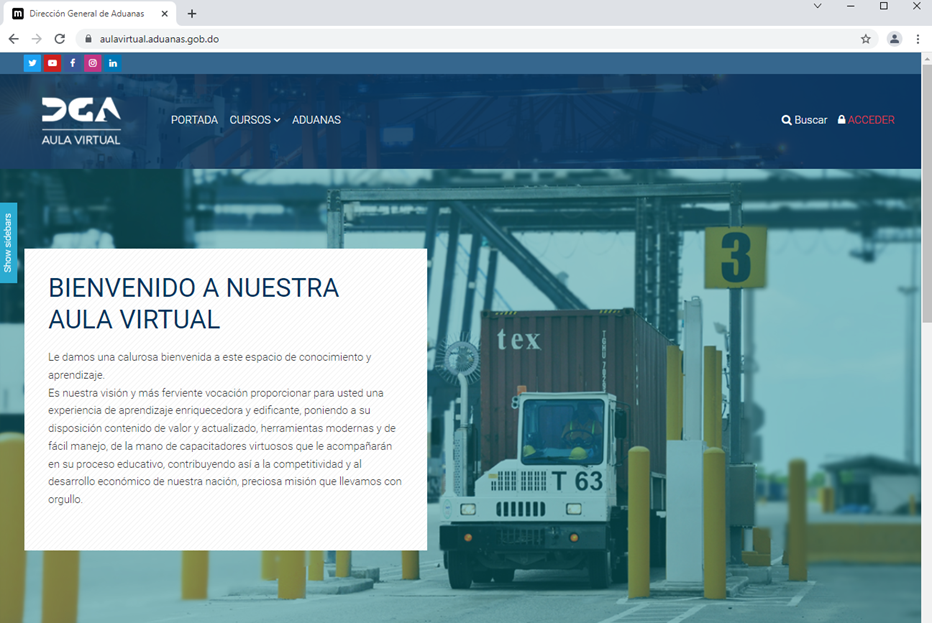 Dirección General de Aduanas
aulavirtual.aduanas.gob.do
DGA
AULA VIRTUAL
PORTADA CURSOS ADUANAS
Buscar ACCEDER
Show sidebars
BIENVENIDO A NUESTRA
AULA VIRTUAL
Le damos una calurosa bienvenida a este espacio de conocimiento y
aprendizaje.
Es nuestra visión y más ferviente vocación proporcionar para usted una
experiencia de aprendizaje enriquecedora y edificante, poniendo a su
disposición contenido de valor y actualizado, herramientas modernas y de
fácil manejo, de la mano de capacitadores virtuosos que le acompañarán
en su proceso educativo, contribuyendo así a la competitividad y al
desarrollo económico de nuestra nación, preciosa misión que llevamos con
orgullo.
3
tex
T 63